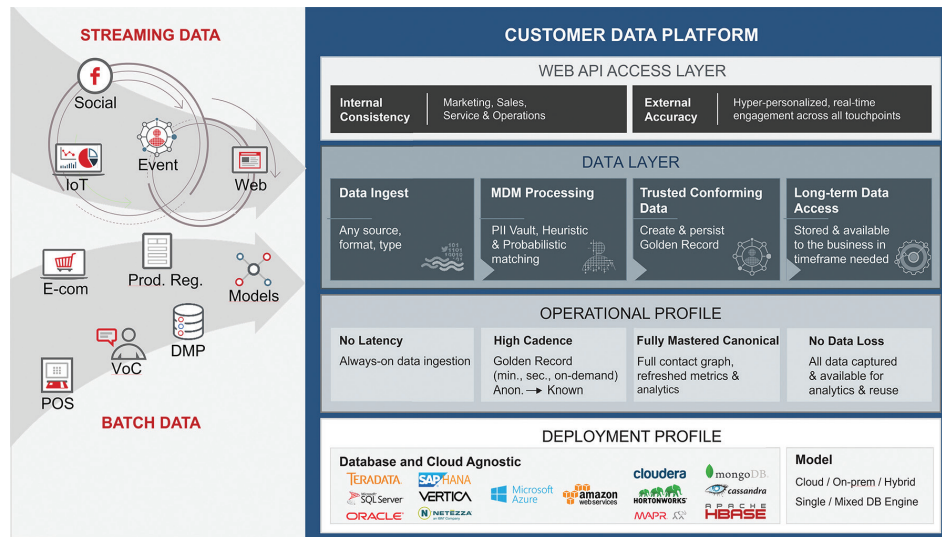 STREAMING DATA
Social
Event
IoT
Web
E-com
Prod. Reg.
Models
DMP
VoC
POS
BATCH DATA
CUSTOMER DATA PLATFORM
WEB API ACCESS LAYER
Internal
Consistency
Marketing, Sales,
Service & Operations
External
Accuracy
Hyper-personalized, real-time
engagement across all touchpoints
DATA LAYER
Data Ingest
Any source,
format, type
MDM Processing
PII Vault, Heuristic
& Probabilistic
matching
Trusted Conforming
Data
Create & persist
Golden Record
Long-term Data
Access
Stored & available
to the business in
timeframe needed
OPERATIONAL PROFILE
No Latency
Always-on data ingestion
High Cadence
Golden Record
(min., sec., on-demand)
Anon. → Known
Fully Mastered Canonical
Full contact graph,
refreshed metrics &
analytics
No Data Loss
All data captured
& available for
analytics & reuse
DEPLOYMENT PROFILE
Database and Cloud Agnostic
TERADATA
SAP HANA
SQL Server
VERTICA
ORACLE
NETEZZA
Microsoft
Azure
amazon
webservices
cloudera
mongoDB
HORTONWORKS
cassandra
MAPR
APACHE
HBASE
Model
Cloud / On-prem / Hybrid
Single / Mixed DB Engine